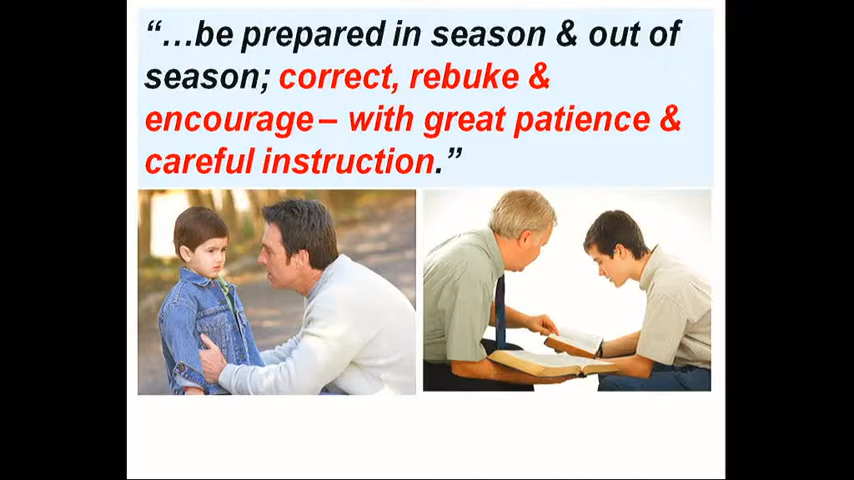 “…be prepared in season & out of
season; correct, rebuke &
encourage – with great patience &
careful instruction.”